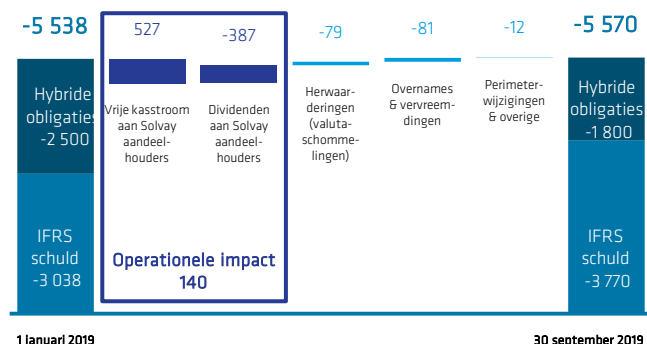 -5 538
527
-387
-79
-81
-12
-5 570
Hybride
obligaties
-2 500
IFRS
schuld
-3 038
Vrije kasstroom
aan Solvay
aandeel-
houders
Dividenden
aan Solvay
aandeel-
houders
Operationele impact
140
Herwaar-
deringen
(valuta-
schomme-
lingen)
Overnames
& vervreem-
dingen
Perimeter-
wijzigingen
& overige
Hybride
obligaties
-1 800
IFRS
schuld
-3 770
1 januari 2019
30 september 2019